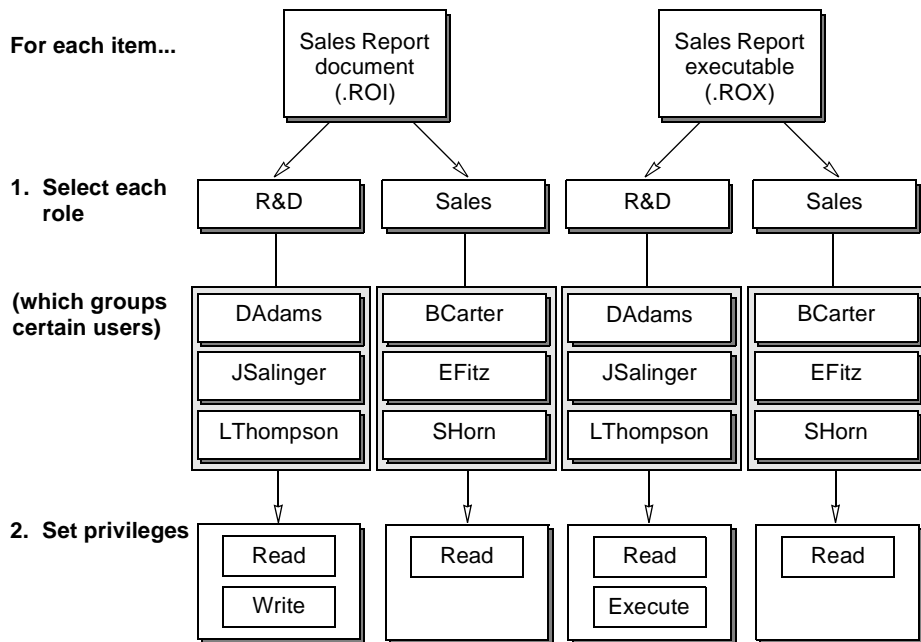 For each item...
Sales Report
document
(.ROI)
Sales Report
executable
(.ROX)
1. Select each
role
R&D
Sales
R&D
Sales
(which groups
certain users)
DAdams
JSalinger
LThompson
BCarter
EFitz
SHorn
DAdams
JSalinger
LThompson
BCarter
EFitz
SHorn
2. Set privileges
Read
Write
Read
Read
Execute
Read